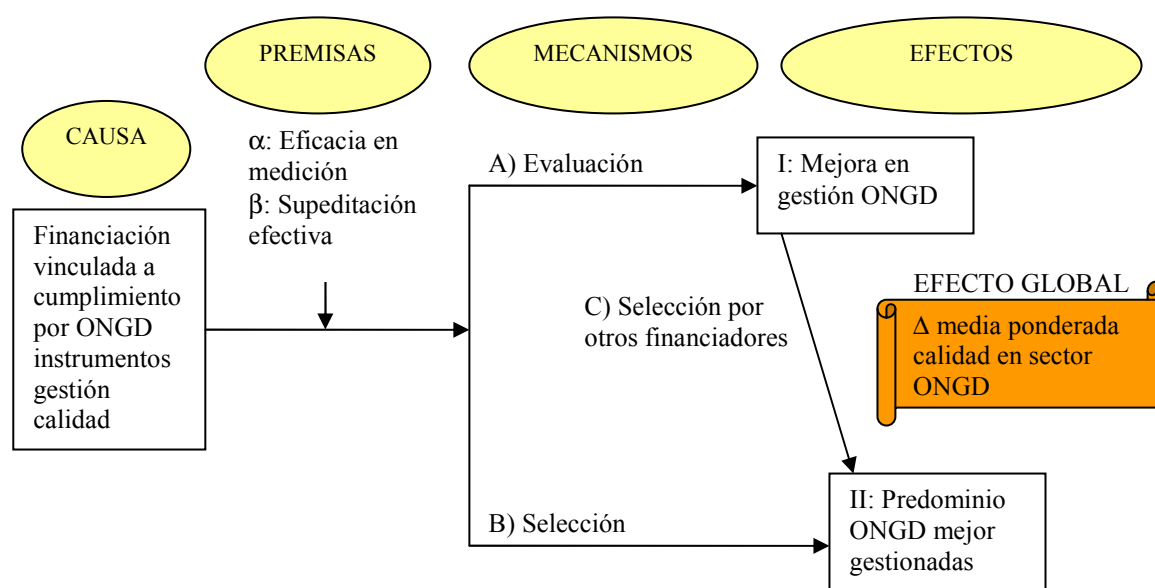 PREMISAS
MECANISMOS
EFECTOS
CAUSA
α: Eficacia en
medición
β: Supeditación
efectiva
A) Evaluación
I: Mejora en
gestión ONGD
Financiación
vinculada a
cumplimiento
por ONGD
instrumentos
gestión
calidad
C) Selección por
otros financiadores
EFECTO GLOBAL
Δ media ponderada
calidad en sector
ONGD
B) Selección
II: Predominio
ONGD mejor
gestionadas